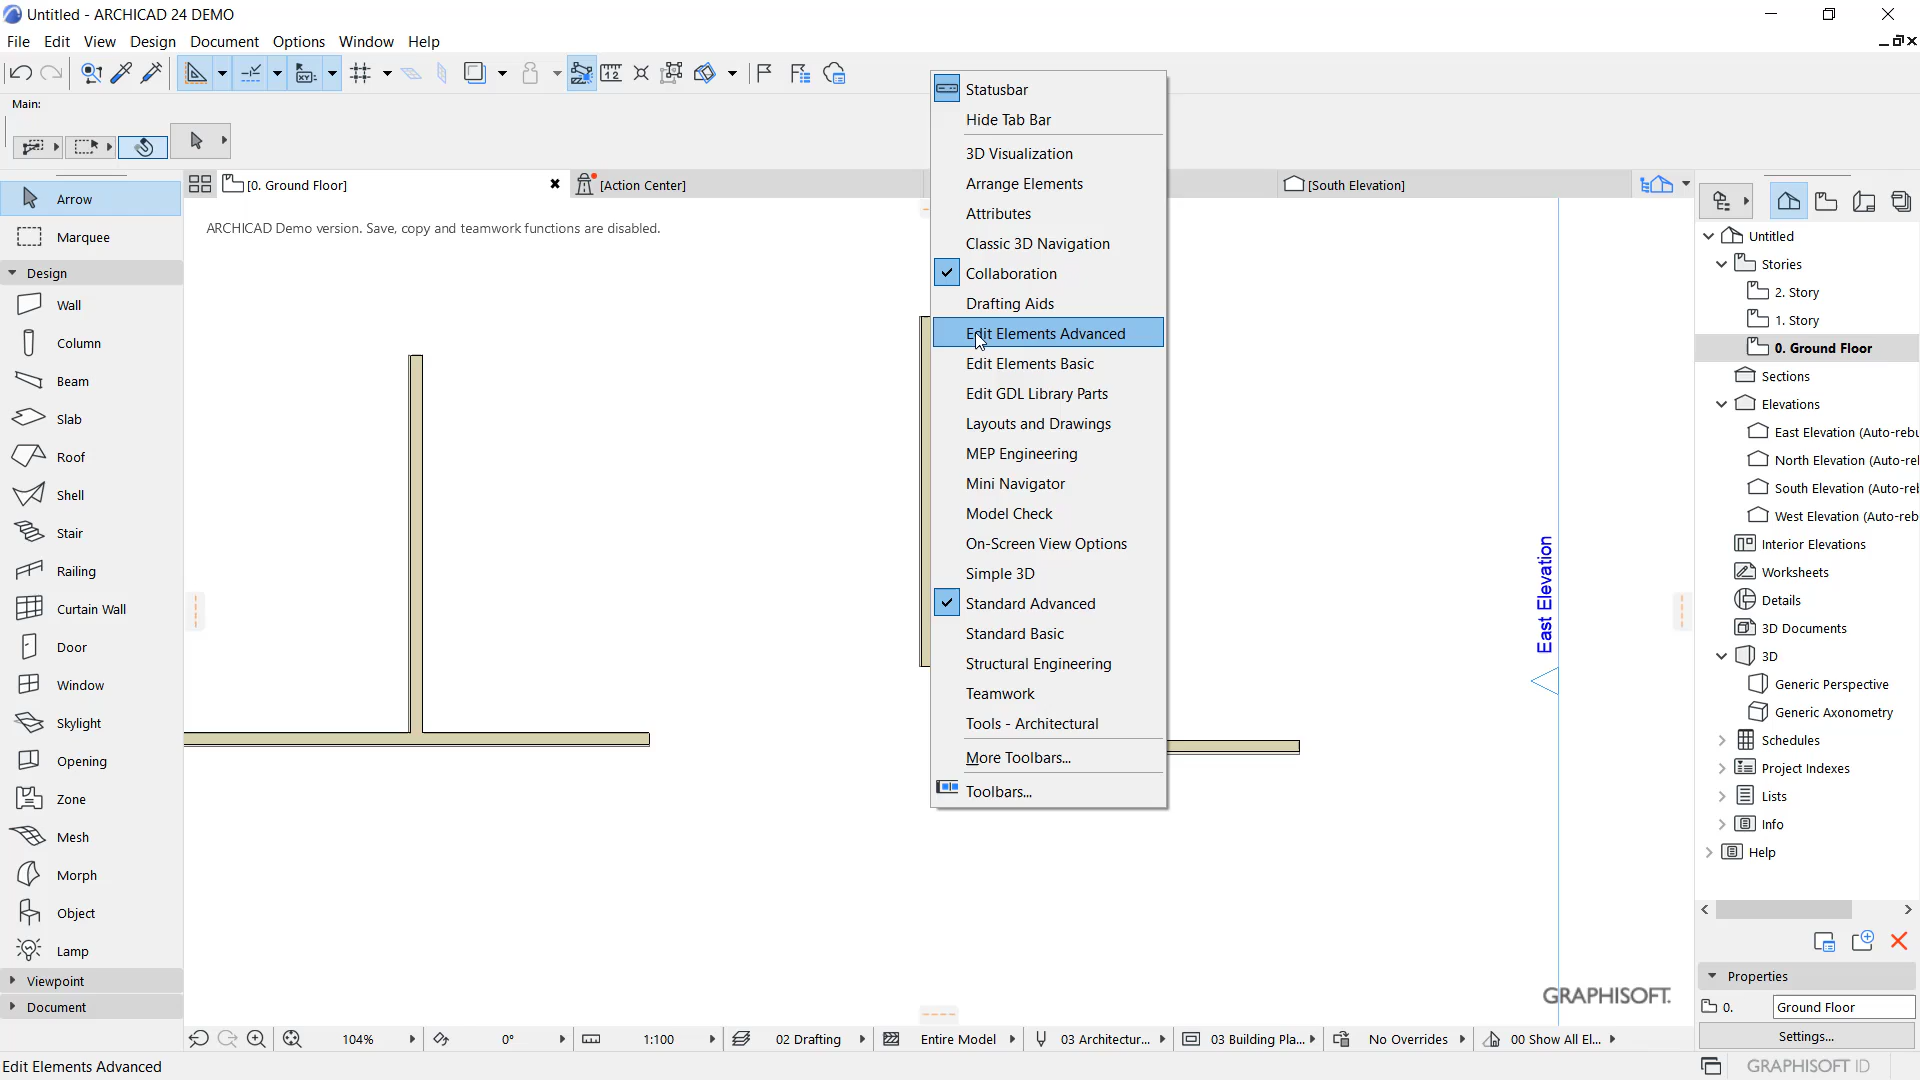 Untitled - ARCHICAD 24 DEMO
File Edit View Design Document Options Window Help
Main:
[0. Ground Floor]
[Action Center]
[South Elevation]
ARCHICAD Demo version. Save, copy and teamwork functions are disabled.
Arrow
Marquee
Design
Wall
Column
Beam
Slab
Roof
Shell
Stair
Railing
Curtain Wall
Door
Window
Skylight
Opening
Zone
Mesh
Morph
Object
Lamp
Viewpoint
Document
Statusbar
Hide Tab Bar
3D Visualization
Arrange Elements
Attributes
Classic 3D Navigation
Collaboration
Drafting Aids
Edit Elements Advanced
Edit Elements Basic
Edit GDL Library Parts
Layouts and Drawings
MEP Engineering
Mini Navigator
Model Check
On-Screen View Options
Simple 3D
Standard Advanced
Standard Basic
Structural Engineering
Teamwork
Tools - Architectural
More Toolbars...
Toolbars...
East Elevation
GRAPHISOFT.
Untitled
Stories
2. Story
1. Story
0. Ground Floor
Sections
Elevations
East Elevation (Auto-rebu
North Elevation (Auto-rel
South Elevation (Auto-rel
West Elevation (Auto-reb
Interior Elevations
Worksheets
Details
3D Documents
3D
Generic Perspective
Generic Axonometry
Schedules
Project Indexes
Lists
Info
Help
Properties
0. Ground Floor
Settings...
104% 0° 1:100 02 Drafting Entire Model 03 Architectur... 03 Building Pla... No Overrides 00 Show All El...
Edit Elements Advanced
GRAPHISOFT ID